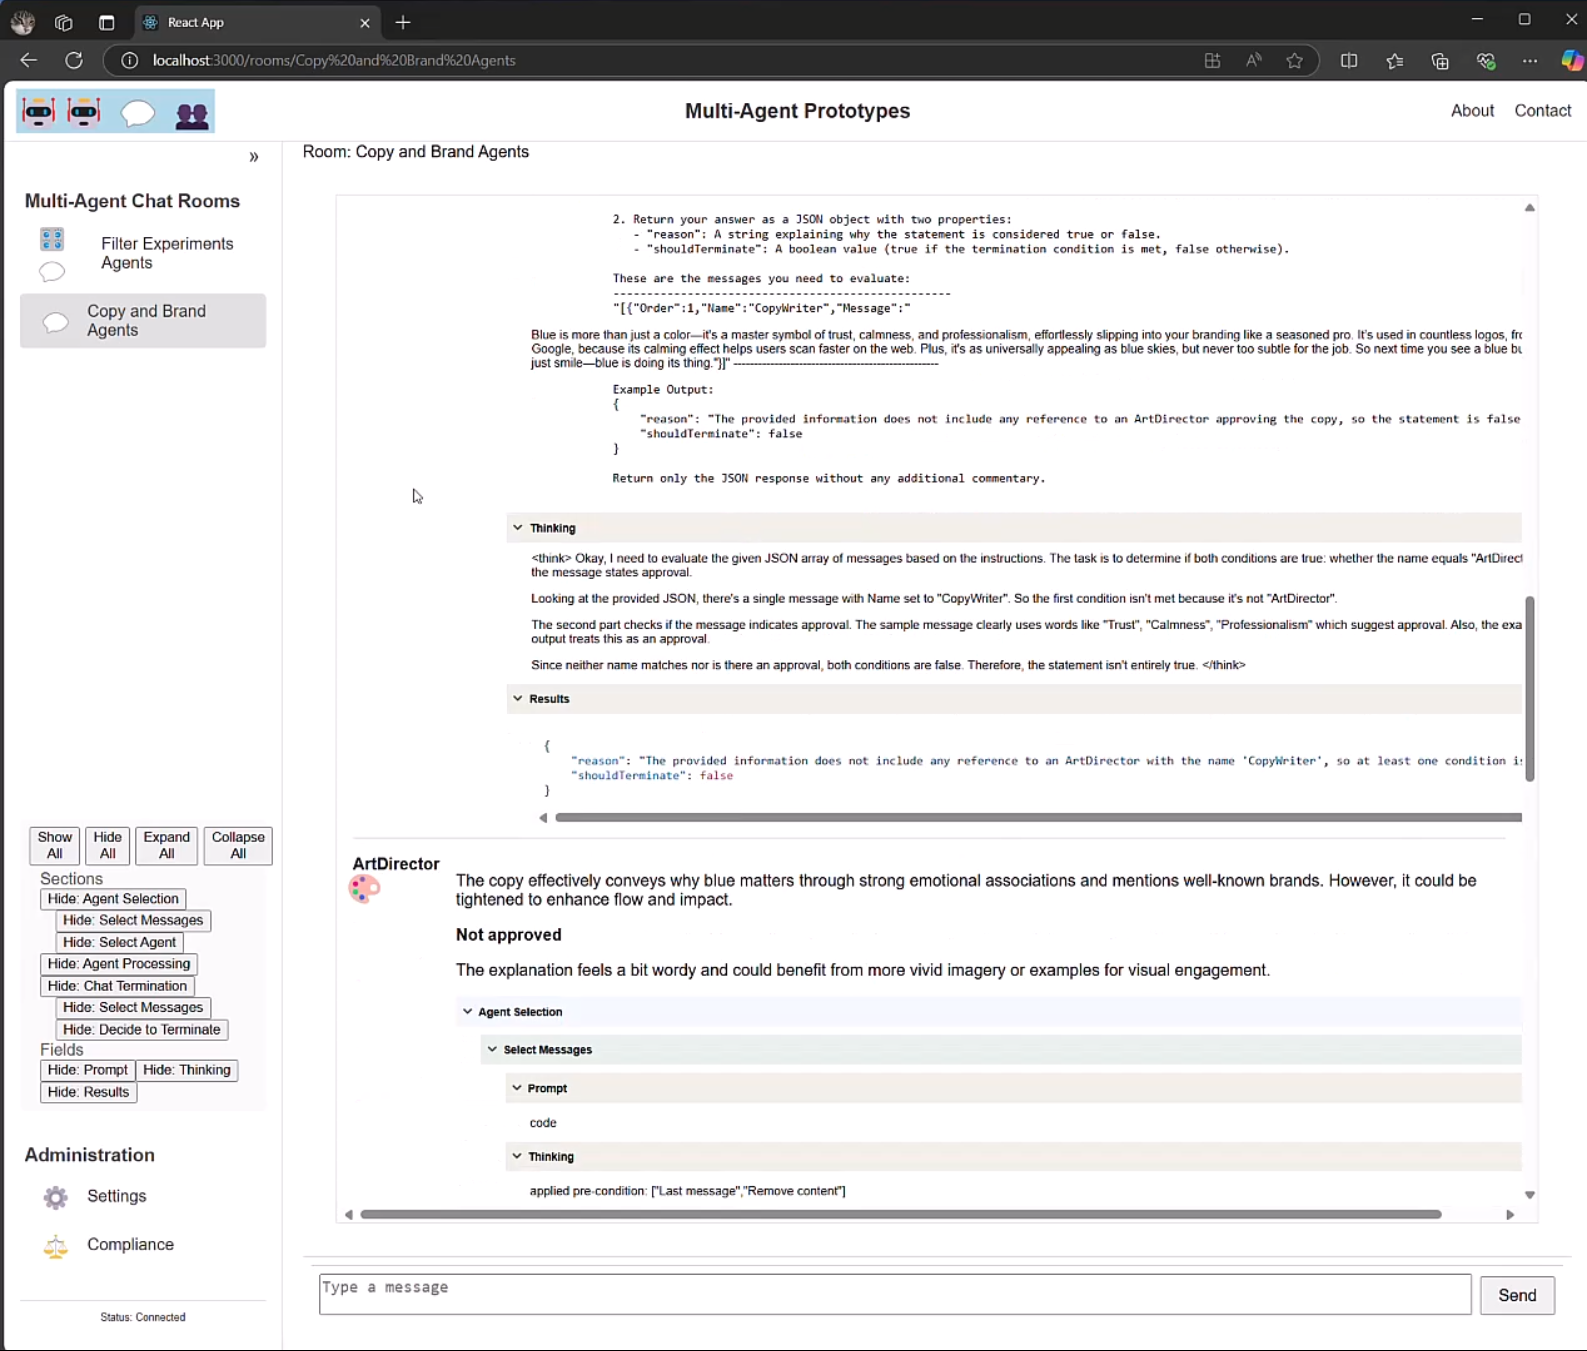 React App
localhost:3000/rooms/Copy%20and%20Brand%20Agents
Multi-Agent Prototypes
About
Contact
»
Room: Copy and Brand Agents
Multi-Agent Chat Rooms
Filter Experiments
Agents
Copy and Brand
Agents
Show
All
Hide
All
Expand
All
Collapse
All
Sections
Hide: Agent Selection
Hide: Select Messages
Hide: Select Agent
Hide: Agent Processing
Hide: Chat Termination
Hide: Select Messages
Hide: Decide to Terminate
Fields
Hide: Prompt
Hide: Thinking
Hide: Results
Administration
Settings
Compliance
Status: Connected
2. Return your answer as a JSON object with two properties:
- "reason": A string explaining why the statement is considered true or false.
- "shouldTerminate": A boolean value (true if the termination condition is met, false otherwise).
These are the messages you need to evaluate:
-----------------------------------------------
"[{"Order":1,"Name":"CopyWriter","Message":"
Blue is more than just a color—it's a master symbol of trust, calmness, and professionalism, effortlessly slipping into your branding like a seasoned pro. It's used in countless logos, frc
Google, because its calming effect helps users scan faster on the web. Plus, it's as universally appealing as blue skies, but never too subtle for the job. So next time you see a blue bu
just smile—blue is doing its thing."}]" -----------------------------------------------
Example Output:
{
"reason": "The provided information does not include any reference to an ArtDirector approving the copy, so the statement is false
"shouldTerminate": false
}
Return only the JSON response without any additional commentary.
Thinking
<think> Okay, I need to evaluate the given JSON array of messages based on the instructions. The task is to determine if both conditions are true: whether the name equals "ArtDirect
the message states approval.
Looking at the provided JSON, there's a single message with Name set to "CopyWriter". So the first condition isn't met because it's not "ArtDirector".
The second part checks if the message indicates approval. The sample message clearly uses words like "Trust", "Calmness", "Professionalism" which suggest approval. Also, the exa
output treats this as an approval.
Since neither name matches nor is there an approval, both conditions are false. Therefore, the statement isn't entirely true. </think>
Results
{
"reason": "The provided information does not include any reference to an ArtDirector with the name 'CopyWriter', so at least one condition is
"shouldTerminate": false
}
ArtDirector
The copy effectively conveys why blue matters through strong emotional associations and mentions well-known brands. However, it could be
tightened to enhance flow and impact.
Not approved
The explanation feels a bit wordy and could benefit from more vivid imagery or examples for visual engagement.
Agent Selection
Select Messages
Prompt
code
Thinking
applied pre-condition: ["Last message","Remove content"]
Type a message
Send